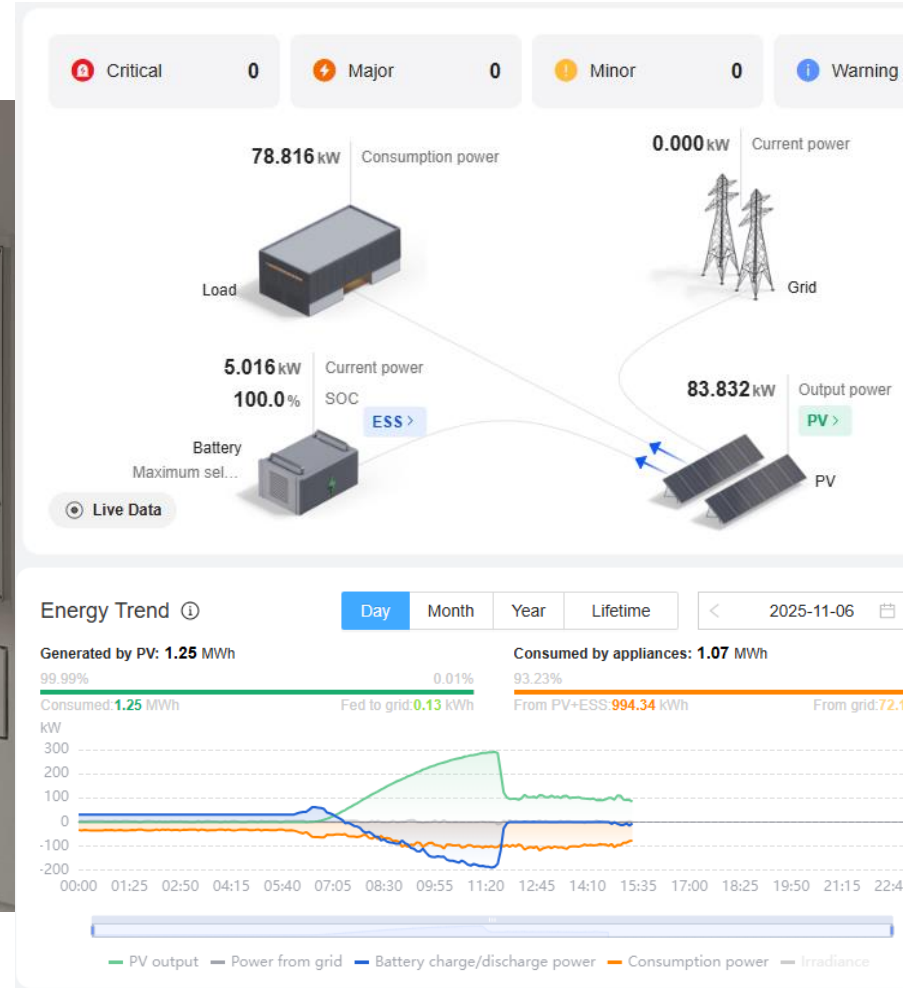 Critical 0 Major 0 Minor 0 Warning
78.816 kW Consumption power
0.000 kW Current power
Load
Grid
5.016 kW Current power
100.0 % SOC
ESS >
83.832 kW Output power
PV >
Battery
Maximum sel...
PV
Live Data
Energy Trend
Day Month Year Lifetime < 2025-11-06
Generated by PV: 1.25 MWh
99.99% 0.01%
Consumed:1.25 MWh Fed to grid:0.13 kWh
Consumed by appliances: 1.07 MWh
93.23%
From PV+ESS:994.34 kWh From grid:72.1
kW
300
200
100
0
-100
-200
00:00 01:25 02:50 04:15 05:40 07:05 08:30 09:55 11:20 12:45 14:10 15:35 17:00 18:25 19:50 21:15 22:4
PV output Power from grid Battery charge/discharge power Consumption power Irradiance